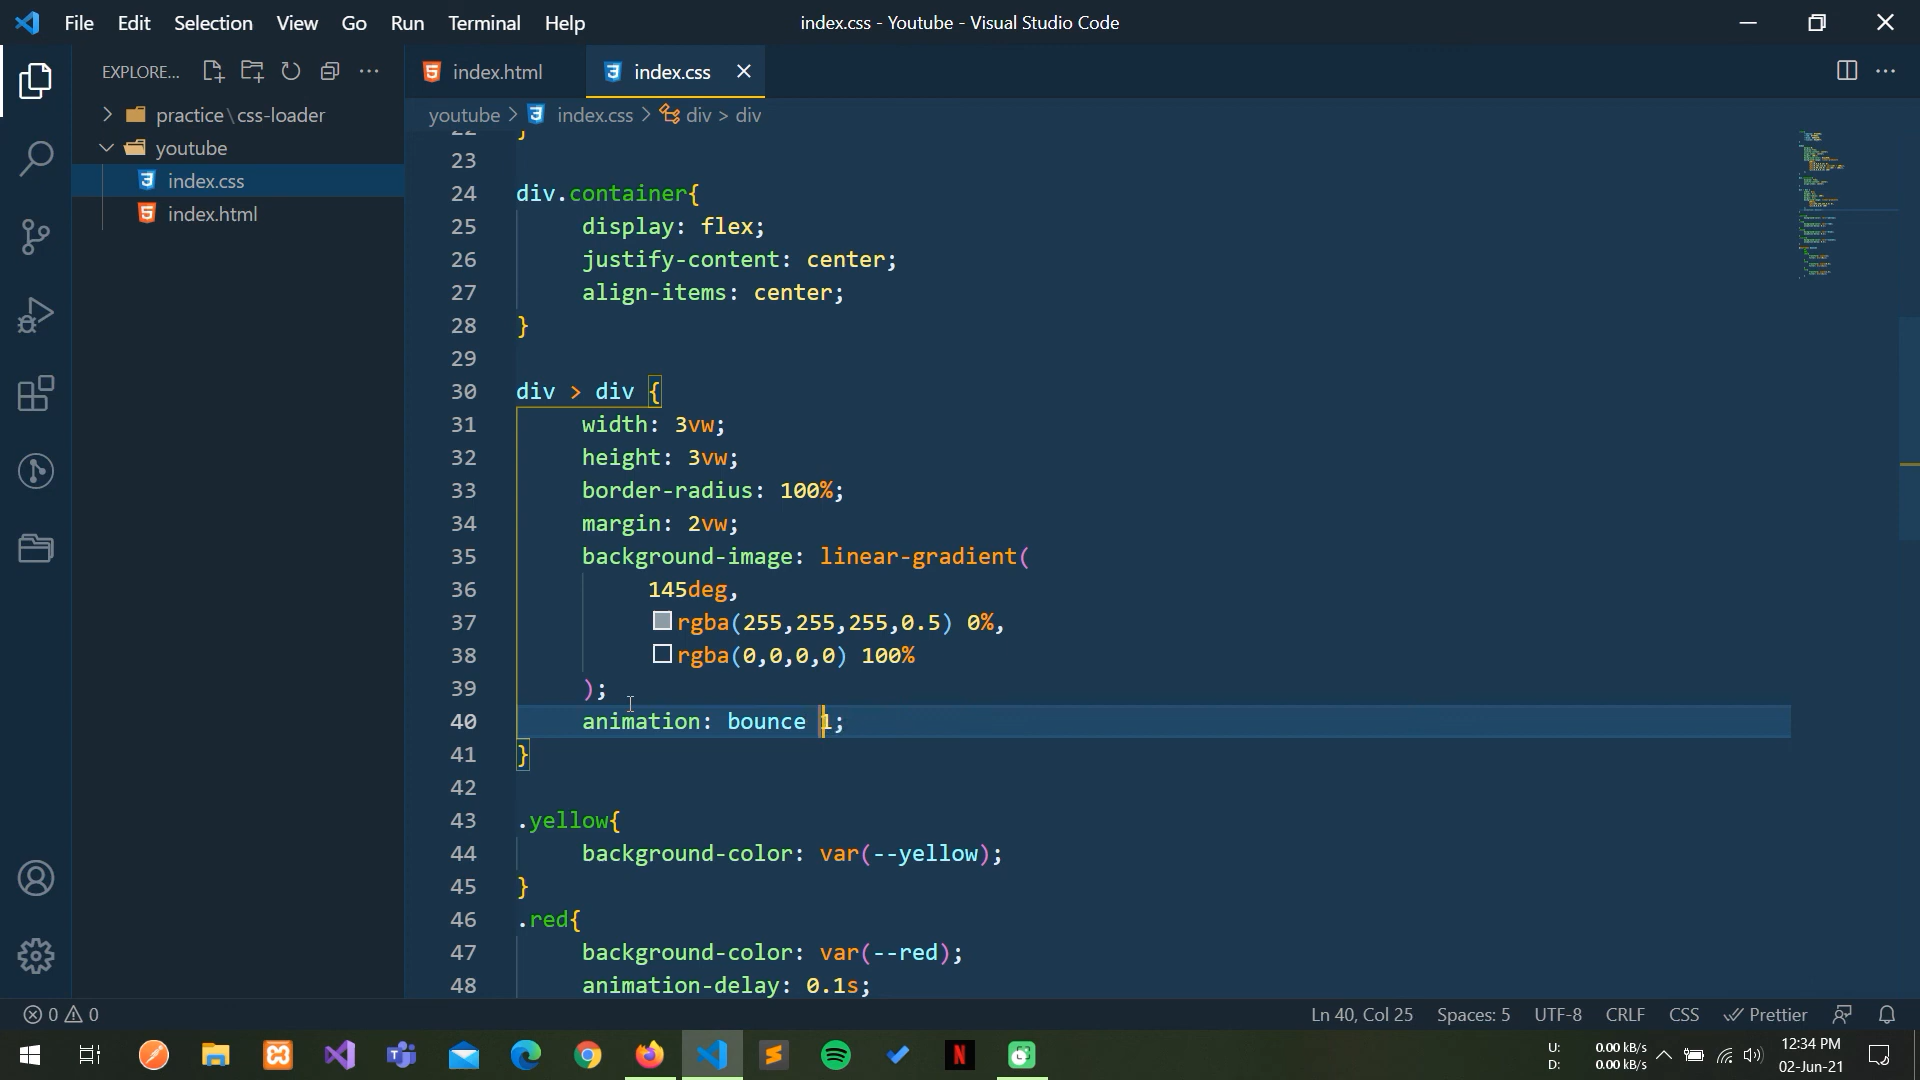 File Edit Selection View Go Run Terminal Help
index.css - Youtube - Visual Studio Code
EXPLORE...
practice\css-loader
youtube
index.css
index.html
index.html
index.css
youtube > index.css > div > div
23
24 div.container{
25 display: flex;
26 justify-content: center;
27 align-items: center;
28 }
29
30 div > div {
31 width: 3vw;
32 height: 3vw;
33 border-radius: 100%;
34 margin: 2vw;
35 background-image: linear-gradient(
36 145deg,
37 rgba(255,255,255,0.5) 0%,
38 rgba(0,0,0,0) 100%
39 );
40 animation: bounce 1;
41 }
42
43 .yellow{
44 background-color: var(--yellow);
45 }
46 .red{
47 background-color: var(--red);
48 animation-delay: 0.1s;
0 0
Ln 40, Col 25 Spaces: 5 UTF-8 CRLF CSS Prettier
U: 0.00 kB/s
D: 0.00 kB/s
12:34 PM
02-Jun-21